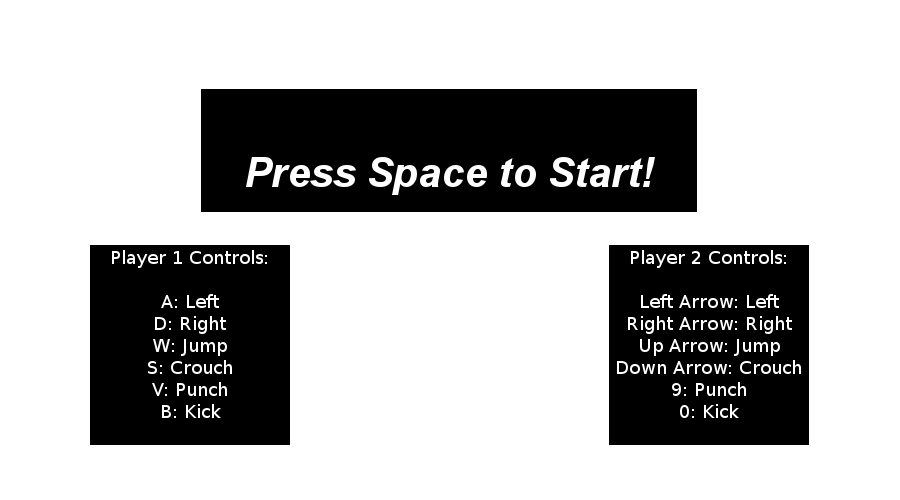 Press Space to Start!
Player 1 Controls:
A: Left
D: Right
W: Jump
S: Crouch
V: Punch
B: Kick
Player 2 Controls:
Left Arrow: Left
Right Arrow: Right
Up Arrow: Jump
Down Arrow: Crouch
9: Punch
0: Kick